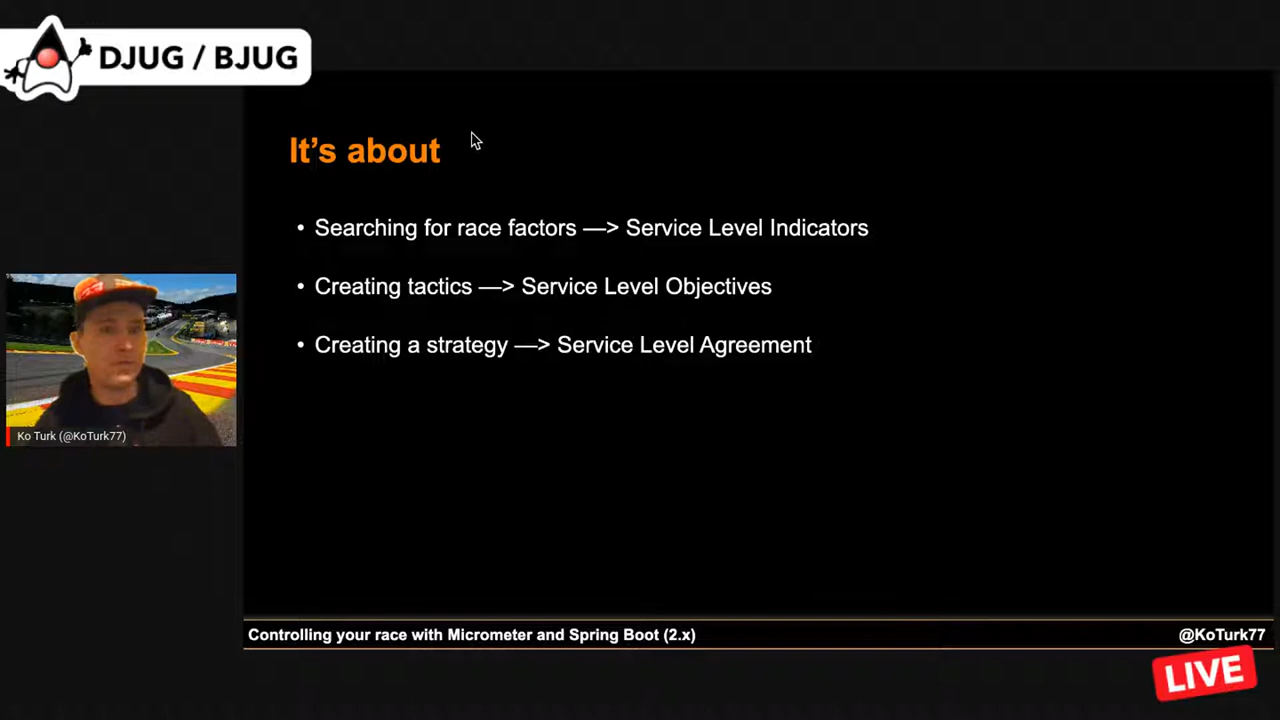 DJUG / BJUG
It's about
• Searching for race factors —> Service Level Indicators
• Creating tactics —> Service Level Objectives
• Creating a strategy —> Service Level Agreement
Ko Turk (@KoTurk77)
Controlling your race with Micrometer and Spring Boot (2.x)
@KoTurk77
LIVE